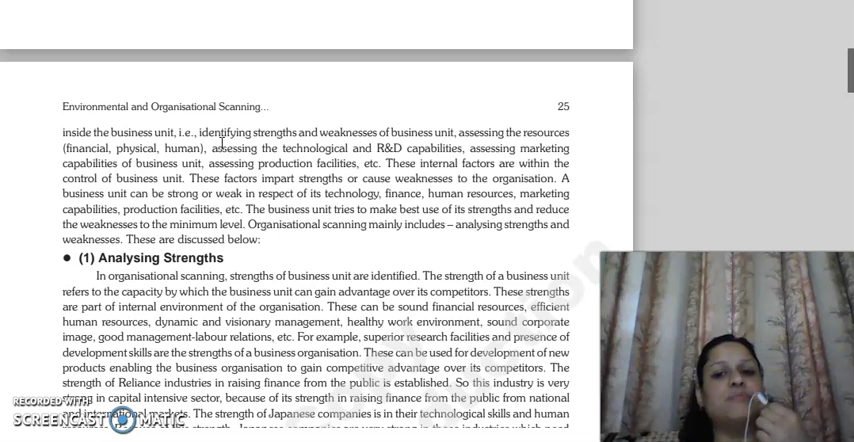 Environmental and Organisational Scanning... 25
inside the business unit, i.e., identifying strengths and weaknesses of business unit, assessing the resources
(financial, physical, human), assessing the technological and R&D capabilities, assessing marketing
capabilities of business unit, assessing production facilities, etc. These internal factors are within the
control of business unit. These factors impart strengths or cause weaknesses to the organisation. A
business unit can be strong or weak in respect of its technology, finance, human resources, marketing
capabilities, production facilities, etc. The business unit tries to make best use of its strengths and reduce
the weaknesses to the minimum level. Organisational scanning mainly includes – analysing strengths and
weaknesses. These are discussed below:
● (1) Analysing Strengths
In organisational scanning, strengths of business unit are identified. The strength of a business unit
refers to the capacity by which the business unit can gain advantage over its competitors. These strengths
are part of internal environment of the organisation. These can be sound financial resources, efficient
human resources, dynamic and visionary management, healthy work environment, sound corporate
image, good management-labour relations, etc. For example, superior research facilities and presence of
development skills are the strengths of a business organisation. These can be used for development of new
products enabling the business organisation to gain competitive advantage over its competitors. The
strength of Reliance industries in raising finance from the public is established. So this industry is very
strong in capital intensive sector, because of its strength in raising finance from the public from national
and international markets. The strength of Japanese companies is in their technological skills and human
RECORDED WITH
SCREENCAST MATIC